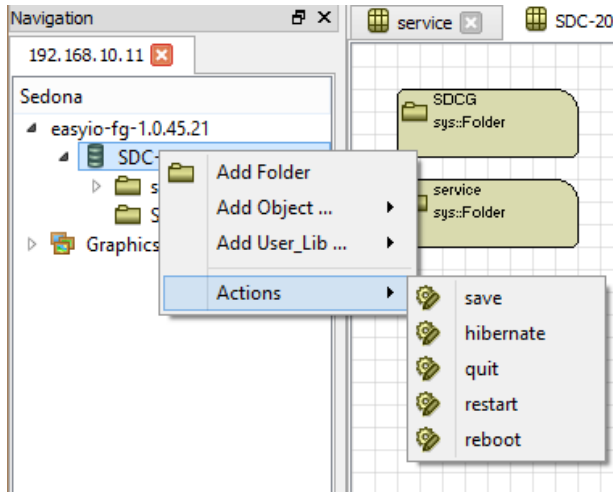 Navigation
service
SDC-20
192.168.10.11
Sedona
easyio-fg-1.0.45.21
SDC-
s
S
Graphics
SDCG
sys::Folder
service
sys::Folder
Add Folder
Add Object ...
Add User_Lib ...
Actions
save
hibernate
quit
restart
reboot